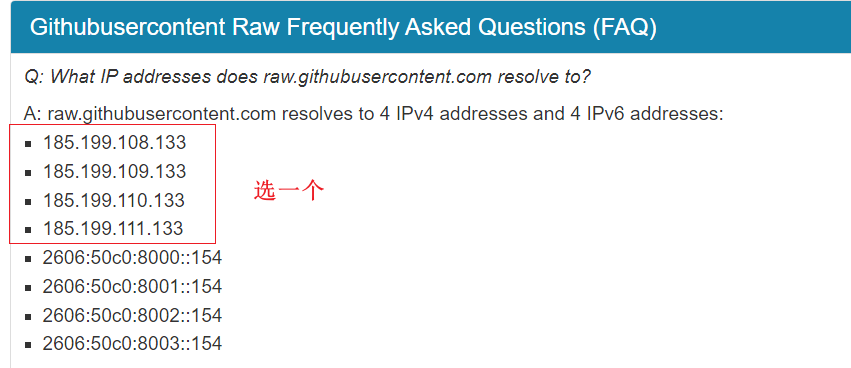 Githubusercontent Raw Frequently Asked Questions (FAQ)
Q: What IP addresses does raw.githubusercontent.com resolve to?
A: raw.githubusercontent.com resolves to 4 IPv4 addresses and 4 IPv6 addresses:
185.199.108.133
185.199.109.133
185.199.110.133
185.199.111.133
选一个
2606:50c0:8000::154
2606:50c0:8001::154
2606:50c0:8002::154
2606:50c0:8003::154